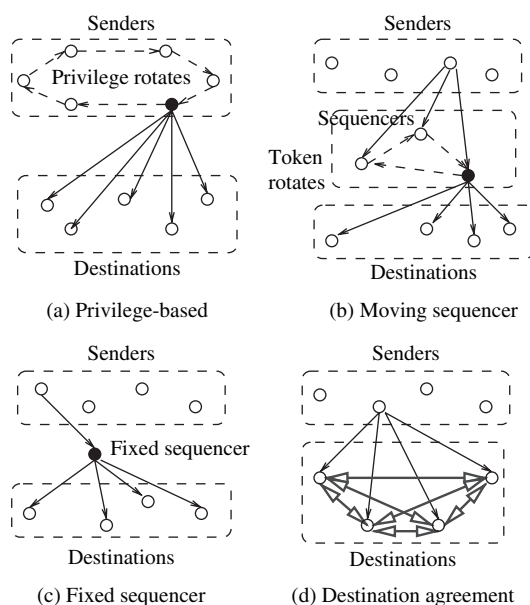 Senders
Privilege rotates
Destinations
(a) Privilege-based
Senders
Sequencers
Token
rotates
Destinations
(b) Moving sequencer
Senders
Fixed sequencer
Destinations
(c) Fixed sequencer
Senders
Destinations
(d) Destination agreement